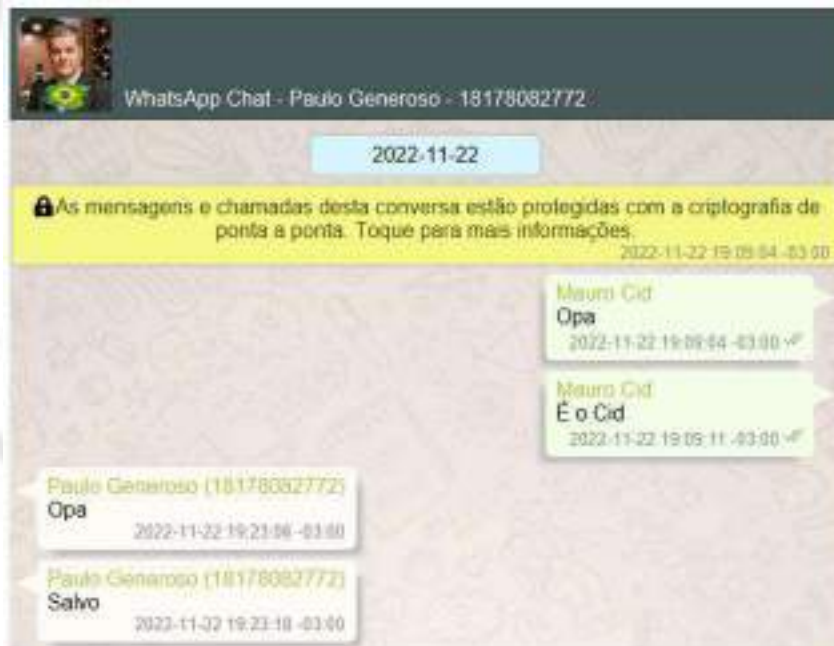 WhatsApp Chat - Paulo Generoso - 18178082772
2022-11-22
As mensagens e chamadas desta conversa estão protegidas com a criptografia de
ponta a ponta. Toque para mais informações.
2022-11-22 19:09:04 -03:00
Mauro Cid
Opa
2022-11-22 19:09:04 -03:00
Mauro Cid
É o Cid
2022-11-22 19:09:11 -03:00
Paulo Generoso (18178082772)
Opa
2022-11-22 19:23:06 -03:00
Paulo Generoso (18178082772)
Salvo
2022-11-22 19:23:18 -03:00